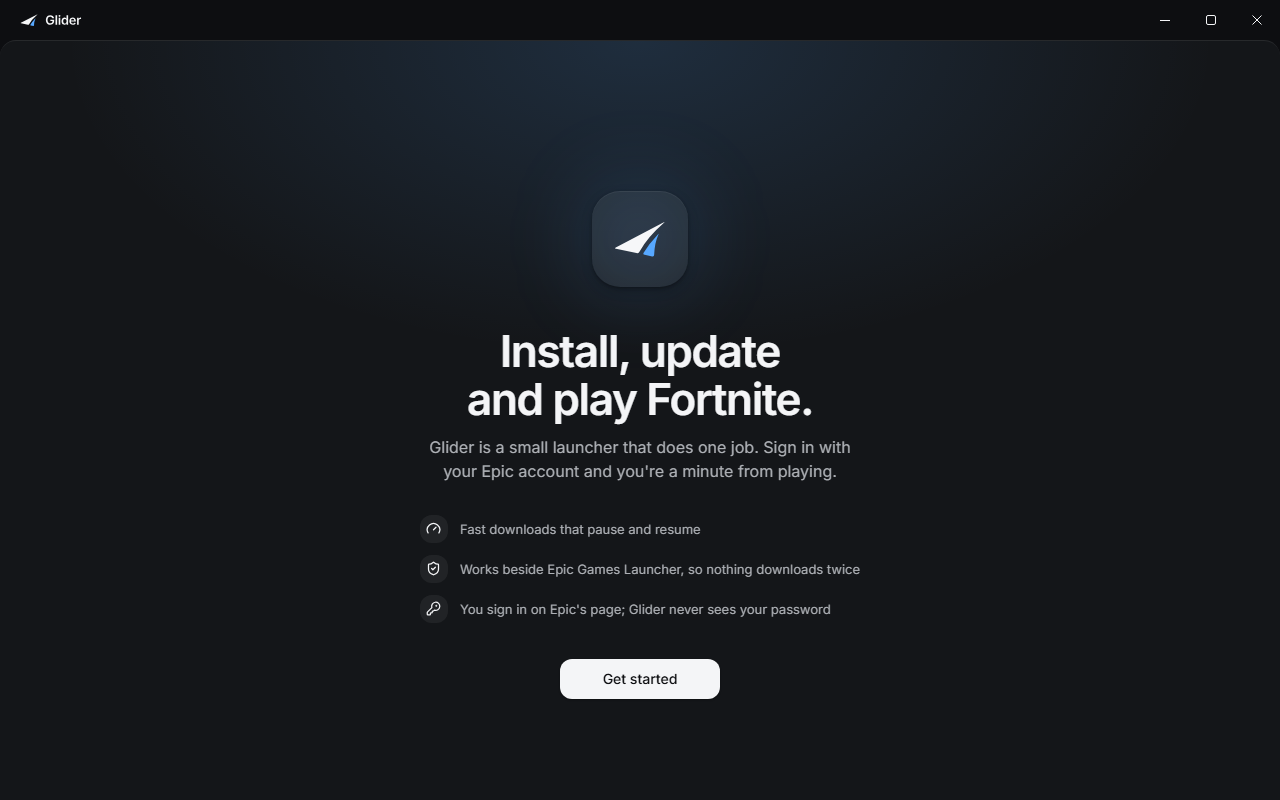 Glider
Install, update
and play Fortnite.
Glider is a small launcher that does one job. Sign in with
your Epic account and you're a minute from playing.
Fast downloads that pause and resume
Works beside Epic Games Launcher, so nothing downloads twice
You sign in on Epic's page; Glider never sees your password
Get started